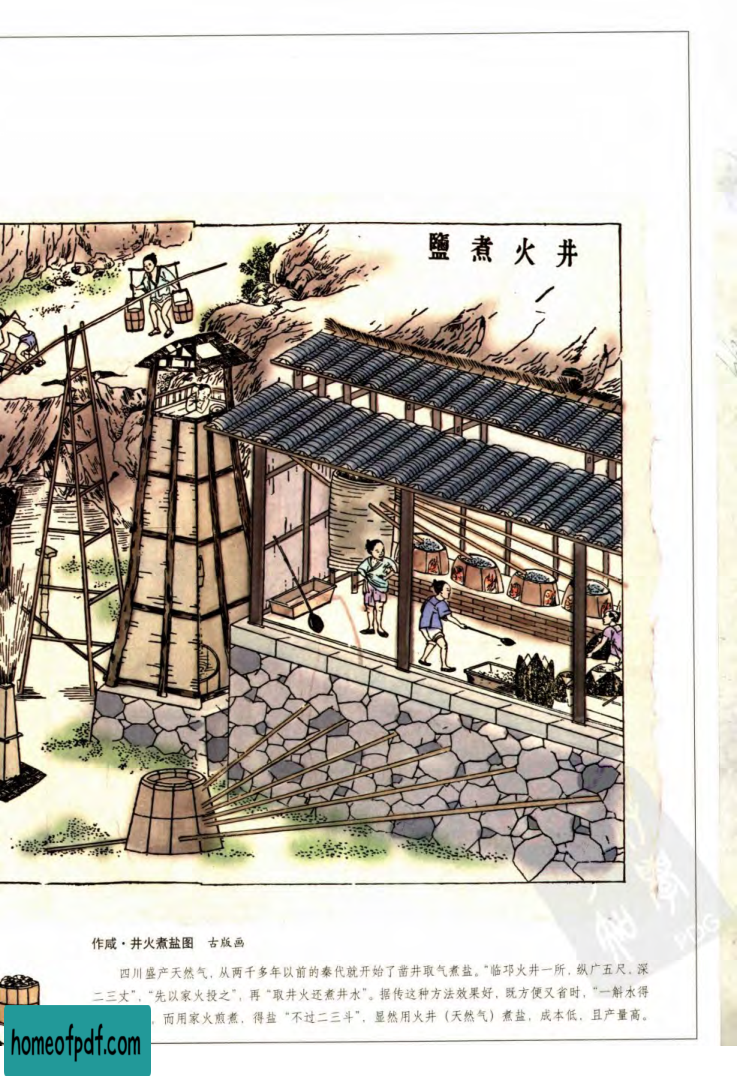 鹽煮火井
作咸·井火煮盐图 古版画
四川盛产天然气，从两千多年以前的秦代就开始了凿井取气煮盐。“临邛火井一所，纵广五尺，深
二三丈”，“先以家火投之”，再“取井火还煮井水”。据传这种方法效果好，既方便又省时，“一斛水得
而用家火煎煮，得盐“不过二三斗”，显然用火井（天然气）煮盐，成本低，且产量高。
homeofpdf.com
PDG